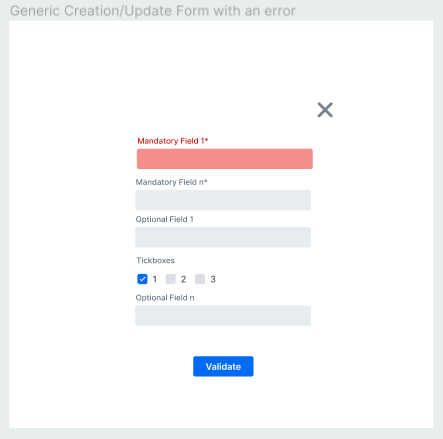 Generic Creation/Update Form with an error
Mandatory Field 1*
Mandatory Field n*
Optional Field 1
Tickboxes
1 2 3
Optional Field n
Validate